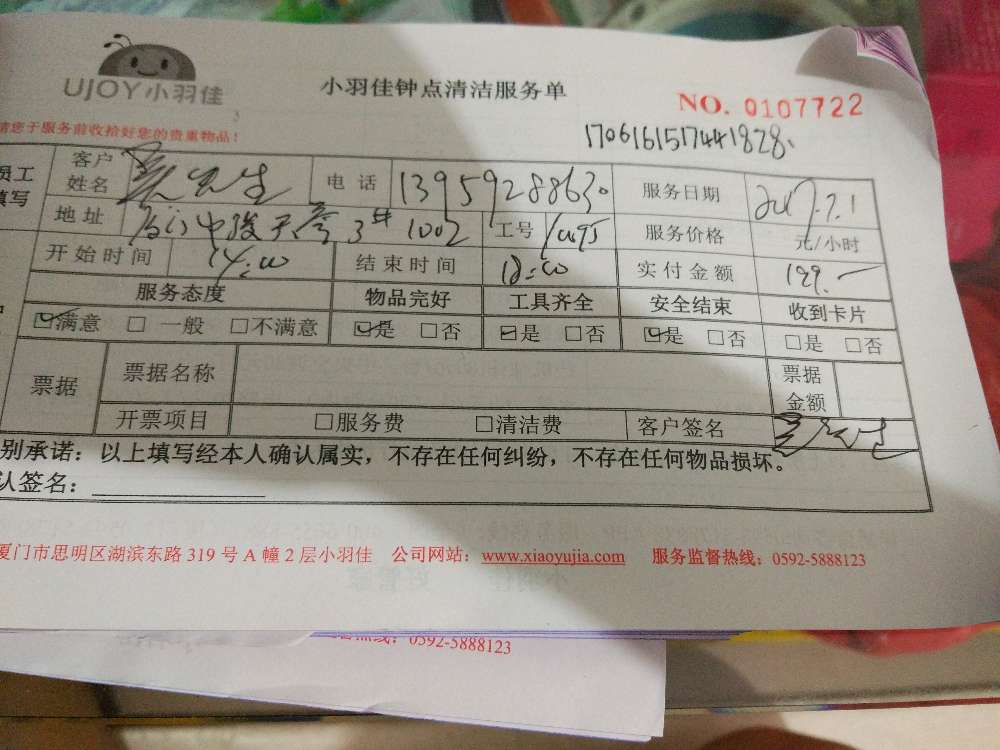 UJOY小羽佳
小羽佳钟点清洁服务单
NO. 0107722
请您于服务前收拾好您的贵重物品！
1706161517441828
员工填写
客户姓名 先生 电话 13959288630 服务日期 2017.7.1
地址 3# 1002 工号 服务价格 元/小时
开始时间 14:00 结束时间 18:00 实付金额 199.—
服务态度 物品完好 工具齐全 安全结束 收到卡片
☑满意 □一般 □不满意 ☑是 □否 ☑是 □否 ☑是 □否 □是 □否
票据 票据名称 票据金额
开票项目 □服务费 □清洁费 客户签名
别承诺：以上填写经本人确认属实，不存在任何纠纷，不存在任何物品损坏。
认签名：
厦门市思明区湖滨东路 319 号 A 幢 2 层小羽佳 公司网站：www.xiaoyujia.com 服务监督热线：0592-5888123
热线：0592-5888123